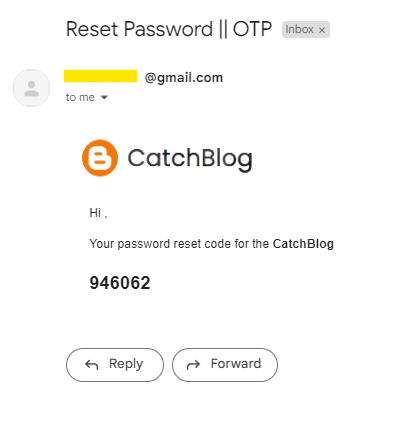 Reset Password || OTP Inbox ×
@gmail.com
to me
CatchBlog
Hi ,
Your password reset code for the CatchBlog
946062
Reply Forward